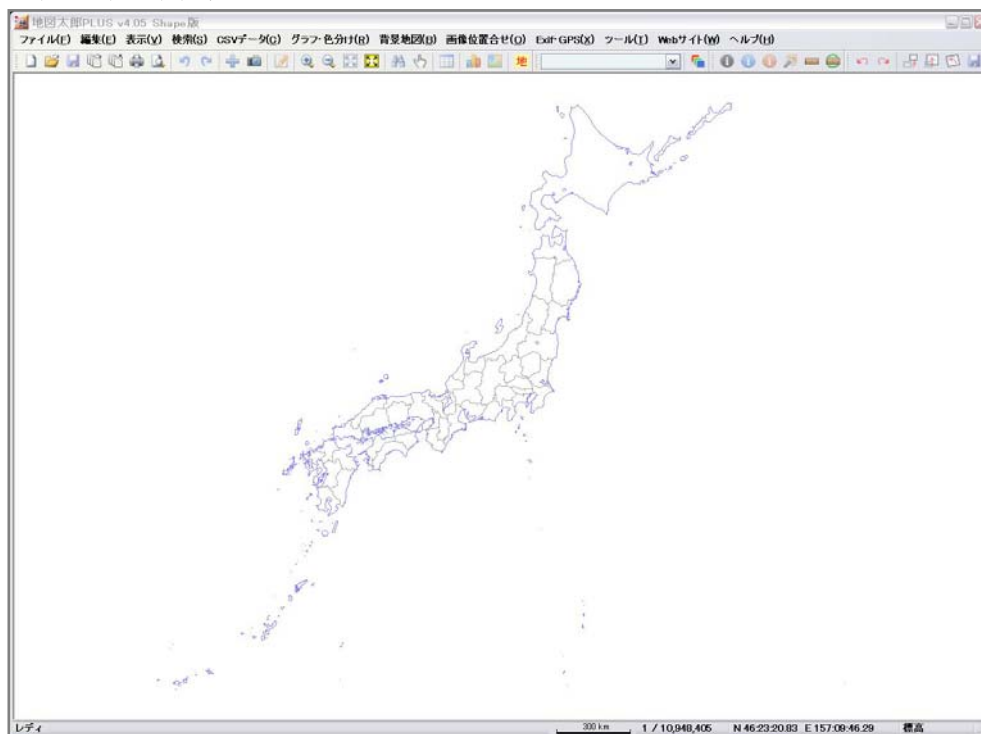 地図太郎PLUS v4.05 Shape版
ファイル(F) 編集(E) 表示(V) 検索(S) CSVデータ(C) グラフ・色分け(R) 背景地図(B) 画像位置合せ(O) Exif-GPS(X) ツール(T) Webサイト(W) ヘルプ(H)
地
レディ 300 km 1 / 10,948,405 N 46:23:20.83 E 157:09:46.29 標高